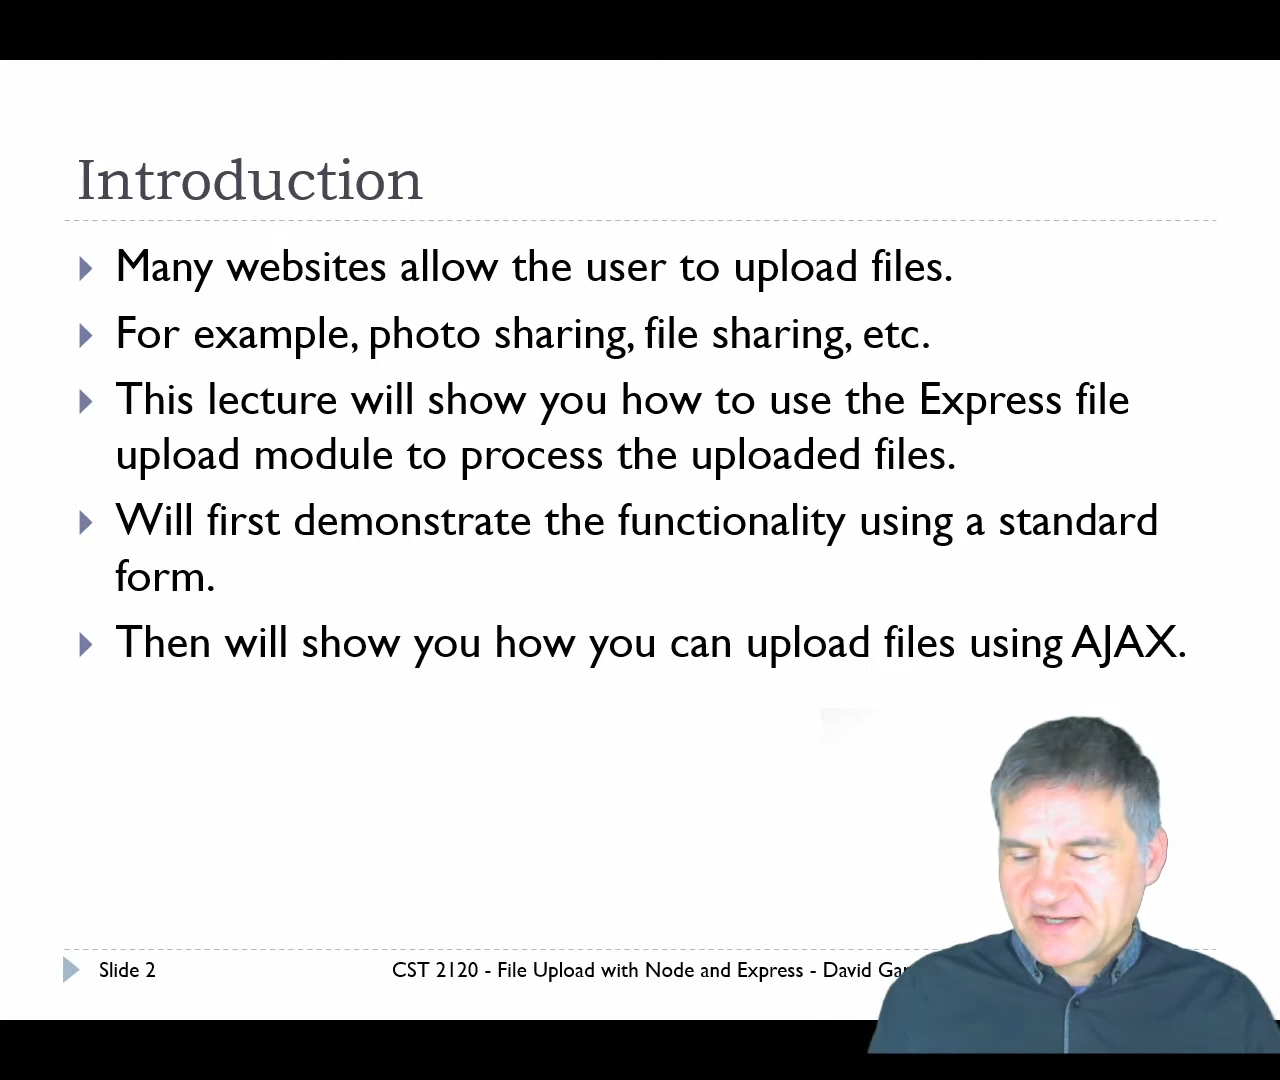 Introduction
Many websites allow the user to upload files.
For example, photo sharing, file sharing, etc.
This lecture will show you how to use the Express file
upload module to process the uploaded files.
Will first demonstrate the functionality using a standard
form.
Then will show you how you can upload files using AJAX.
Slide 2
CST 2120 - File Upload with Node and Express - David